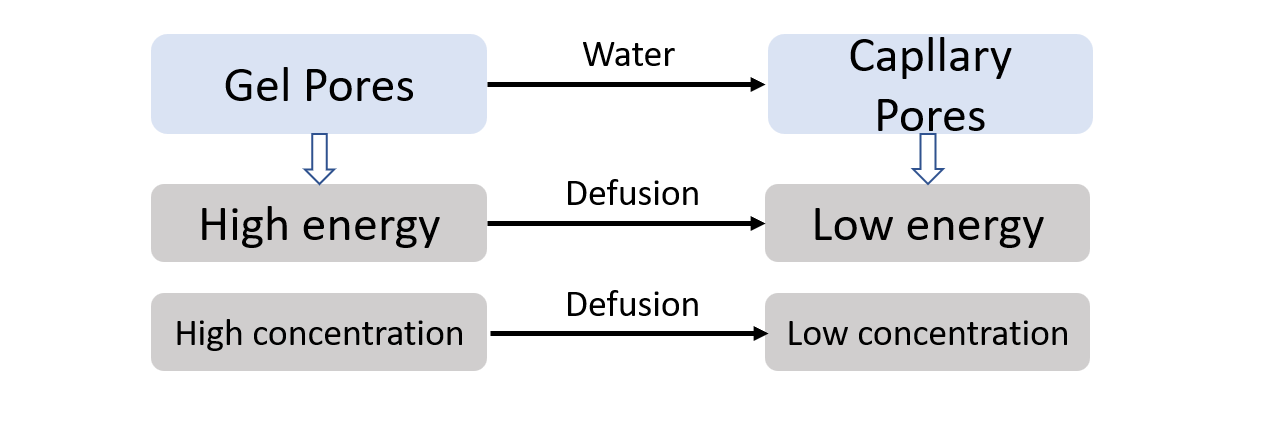 Gel Pores
Water
Capllary
Pores
High energy
Defusion
Low energy
High concentration
Defusion
Low concentration